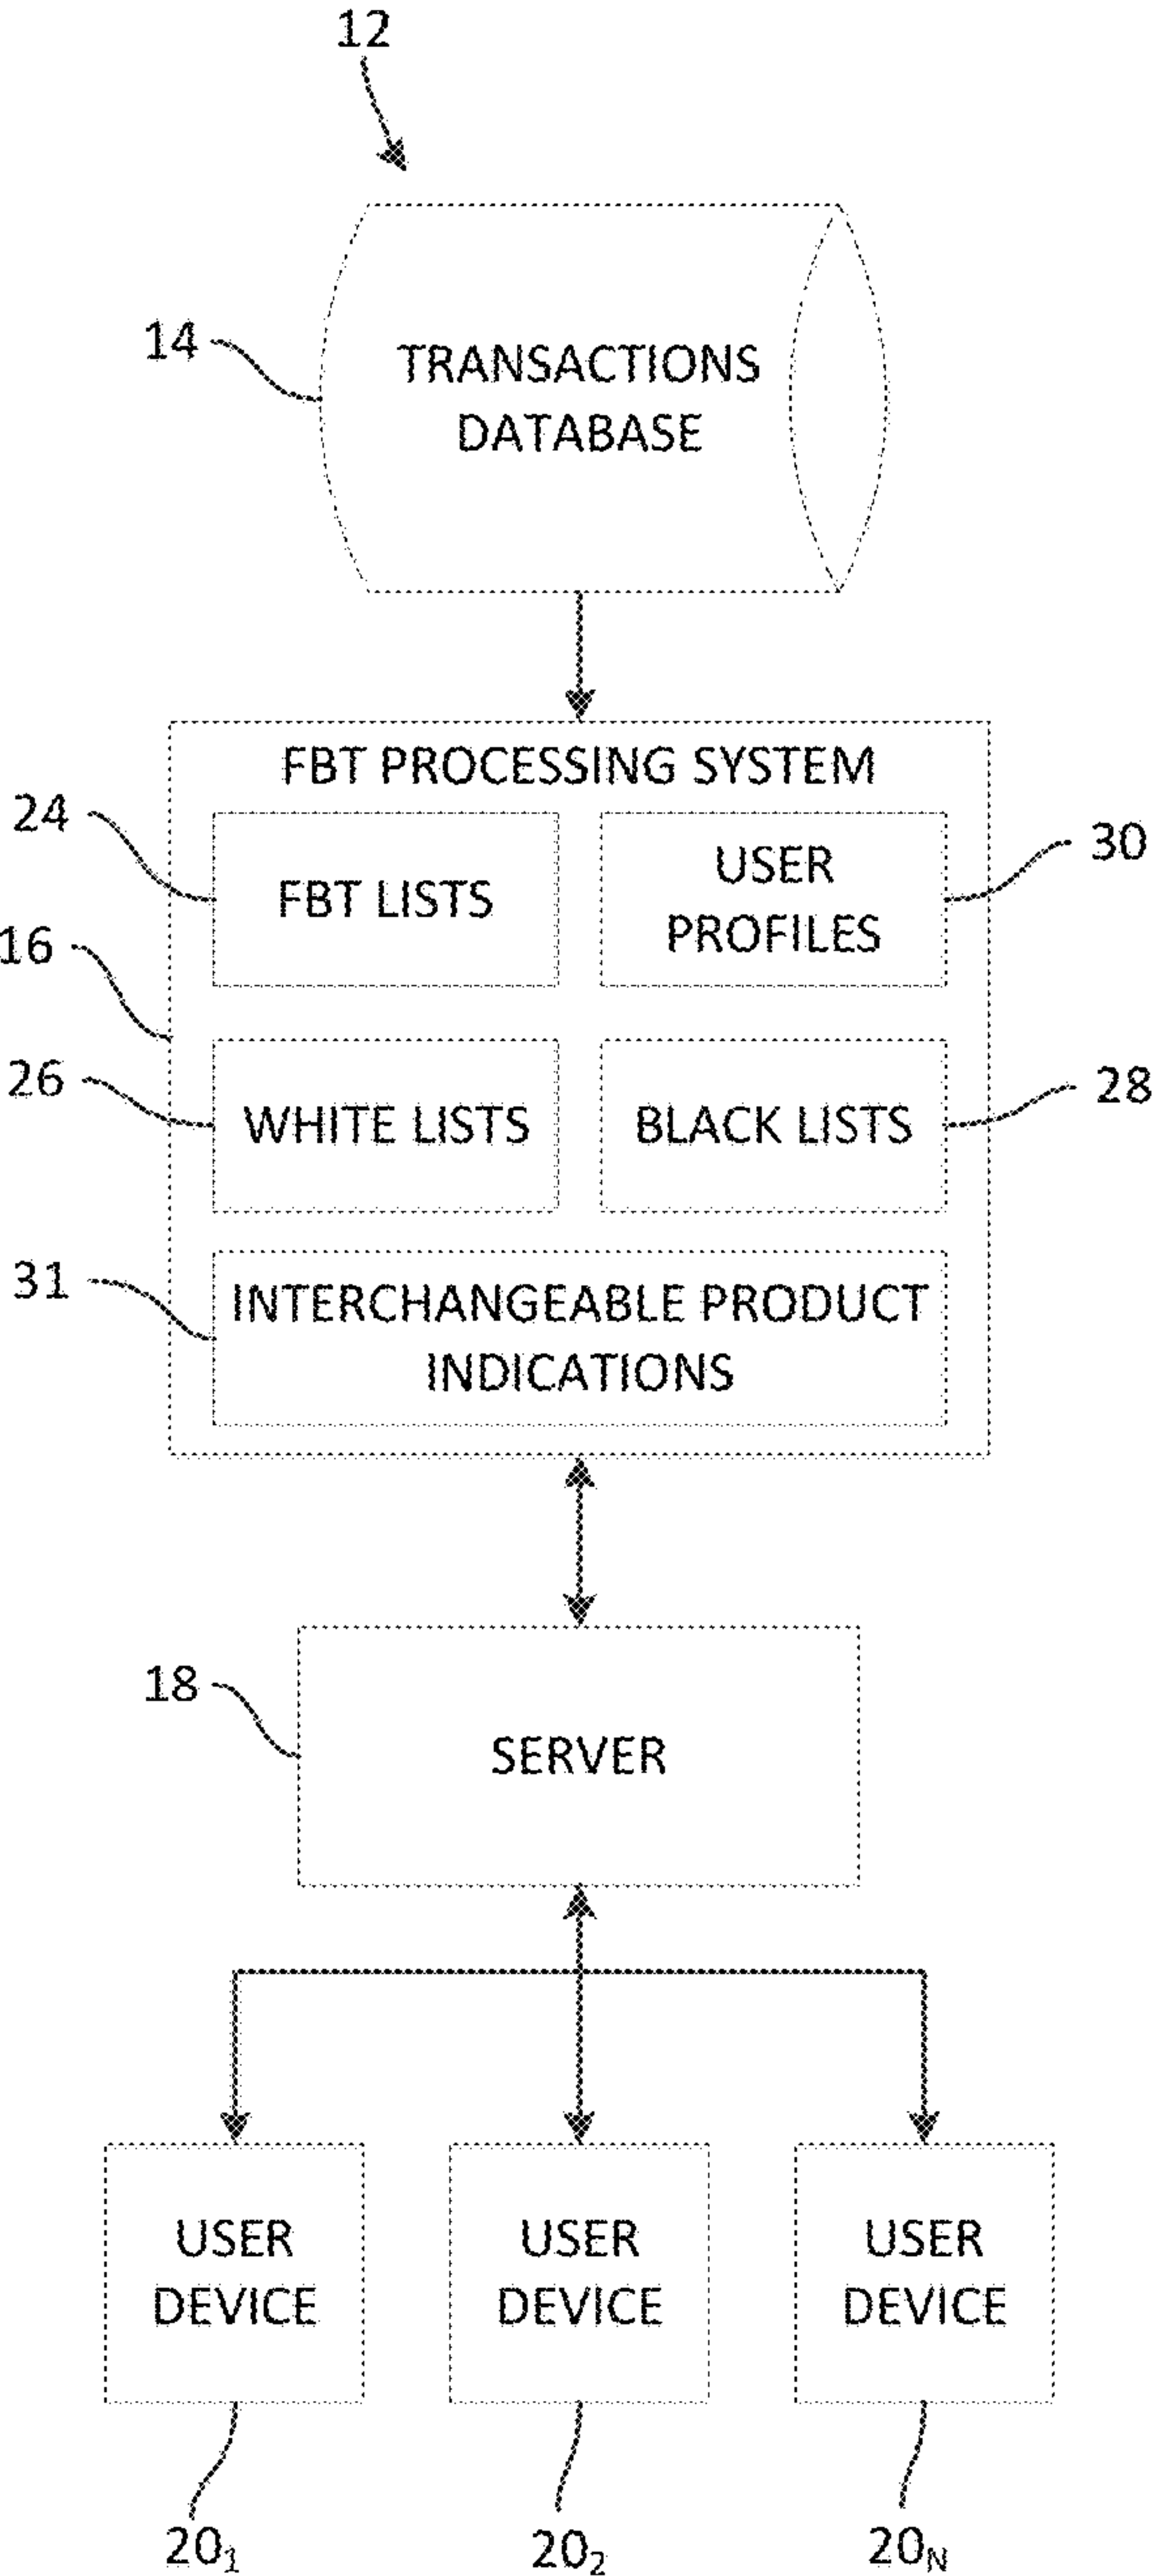 12
14
TRANSACTIONS
DATABASE
FBT PROCESSING SYSTEM
24
FBT LISTS
USER
PROFILES
30
16
26
WHITE LISTS
BLACK LISTS
28
31
INTERCHANGEABLE PRODUCT
INDICATIONS
18
SERVER
USER
DEVICE
USER
DEVICE
USER
DEVICE
20₁
20₂
20ₙ